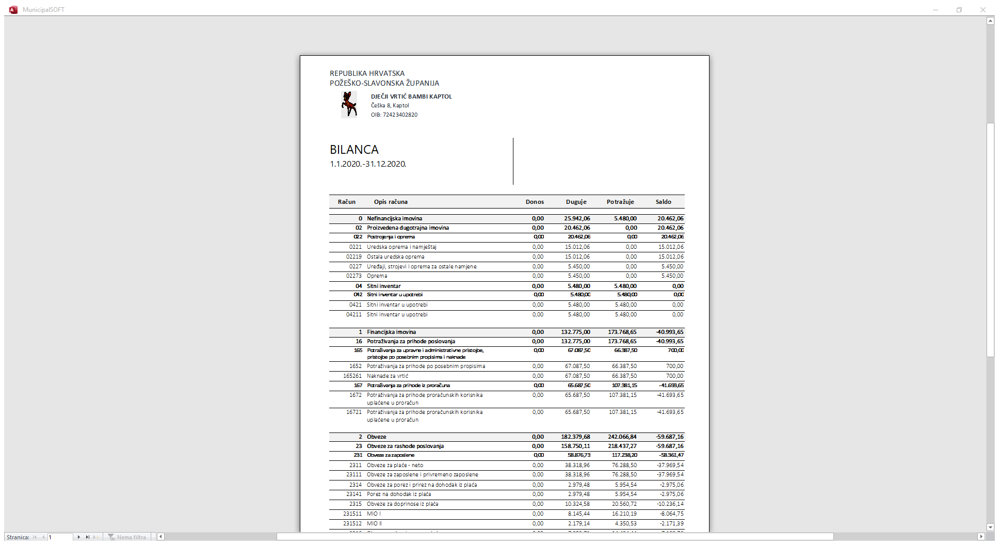 MunicipalSOFT
REPUBLIKA HRVATSKA
POŽEŠKO-SLAVONSKA ŽUPANIJA
DJEČJI VRTIĆ BAMBI KAPTOL
Češka 8, Kaptol
OIB: 72423402820
BILANCA
1.1.2020.-31.12.2020.
Račun Opis računa Donos Duguje Potražuje Saldo
0 Nefinancijska imovina 0,00 25.942,06 5.480,00 20.462,06
02 Proizvedena dugotrajna imovina 0,00 20.462,06 0,00 20.462,06
022 Postrojenja i oprema 0,00 20.462,06 0,00 20.462,06
0221 Uredska oprema i namještaj 0,00 15.012,06 0,00 15.012,06
02219 Ostala uredska oprema 0,00 15.012,06 0,00 15.012,06
0227 Uređaji, strojevi i oprema za ostale namjene 0,00 5.450,00 0,00 5.450,00
02273 Oprema 0,00 5.450,00 0,00 5.450,00
04 Sitni inventar 0,00 5.480,00 5.480,00 0,00
042 Sitni inventar u upotrebi 0,00 5.480,00 5.480,00 0,00
0421 Sitni inventar u upotrebi 0,00 5.480,00 5.480,00 0,00
04211 Sitni inventar u upotrebi 0,00 5.480,00 5.480,00 0,00
1 Financijska imovina 0,00 132.775,00 173.768,65 -40.993,65
16 Potraživanja za prihode poslovanja 0,00 132.775,00 173.768,65 -40.993,65
165 Potraživanja za upravne i administrativne pristojbe, 0,00 67.087,50 66.387,50 700,00
pristojbe po posebnim propisima i naknade
1652 Potraživanja za prihode po posebnim propisima 0,00 67.087,50 66.387,50 700,00
165261 Naknade za vrtić 0,00 67.087,50 66.387,50 700,00
167 Potraživanja za prihode iz proračuna 0,00 65.687,50 107.381,15 -41.693,65
1672 Potraživanja za prihode proračunskih korisnika 0,00 65.687,50 107.381,15 -41.693,65
uplaćene u proračun
16721 Potraživanja za prihode proračunskih korisnika 0,00 65.687,50 107.381,15 -41.693,65
uplaćene u proračun
2 Obveze 0,00 182.379,68 242.066,84 -59.687,16
23 Obveze za rashode poslovanja 0,00 158.750,11 218.437,27 -59.687,16
231 Obveze za zaposlene 0,00 58.876,73 117.238,20 -58.361,47
2311 Obveze za plaće - neto 0,00 38.318,96 76.288,50 -37.969,54
23111 Obveze za zaposlene i privremeno zaposlene 0,00 38.318,96 76.288,50 -37.969,54
2314 Obveze za porez i prirez na dohodak iz plaća 0,00 2.979,48 5.954,54 -2.975,06
23141 Porez na dohodak iz plaća 0,00 2.979,48 5.954,54 -2.975,06
2315 Obveze za doprinose iz plaća 0,00 10.324,58 20.560,72 -10.236,14
231511 MIO I 0,00 8.145,44 16.210,19 -8.064,75
231512 MIO II 0,00 2.179,14 4.350,53 -2.171,39
Stranica: 1 Nema filtra